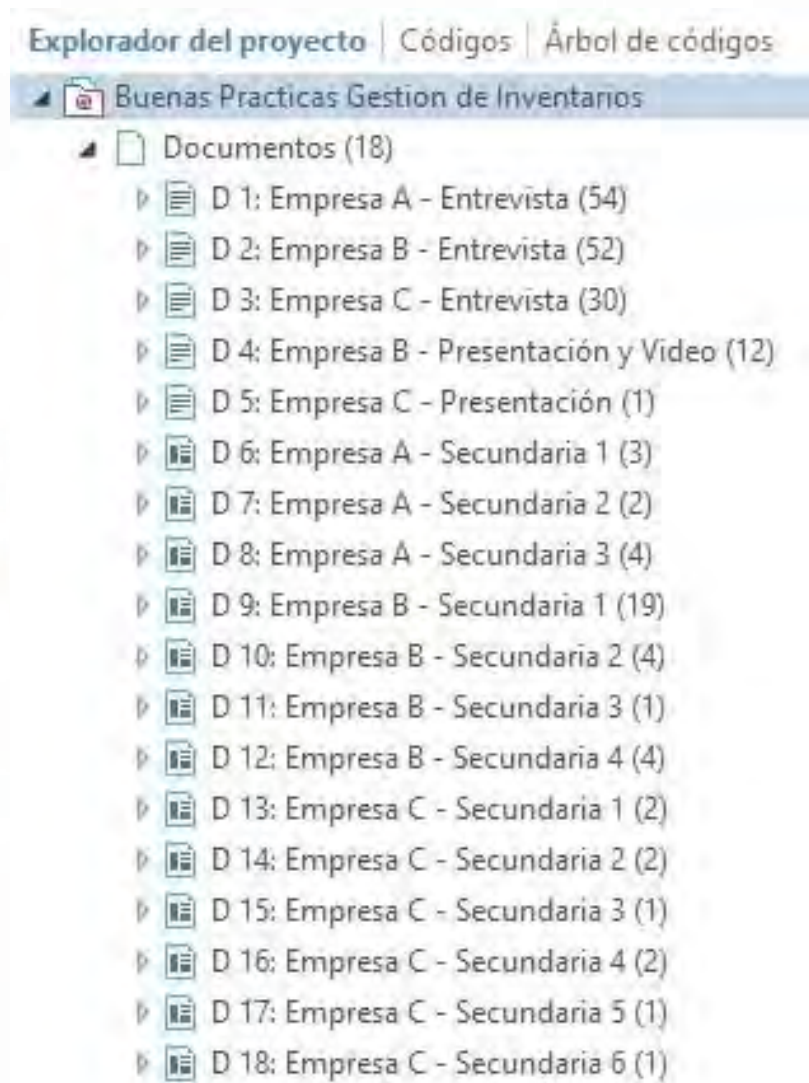 Explorador del proyecto | Códigos | Árbol de códigos
Buenas Practicas Gestion de Inventarios
Documentos (18)
D 1: Empresa A - Entrevista (54)
D 2: Empresa B - Entrevista (52)
D 3: Empresa C - Entrevista (30)
D 4: Empresa B - Presentación y Video (12)
D 5: Empresa C - Presentación (1)
D 6: Empresa A - Secundaria 1 (3)
D 7: Empresa A - Secundaria 2 (2)
D 8: Empresa A - Secundaria 3 (4)
D 9: Empresa B - Secundaria 1 (19)
D 10: Empresa B - Secundaria 2 (4)
D 11: Empresa B - Secundaria 3 (1)
D 12: Empresa B - Secundaria 4 (4)
D 13: Empresa C - Secundaria 1 (2)
D 14: Empresa C - Secundaria 2 (2)
D 15: Empresa C - Secundaria 3 (1)
D 16: Empresa C - Secundaria 4 (2)
D 17: Empresa C - Secundaria 5 (1)
D 18: Empresa C - Secundaria 6 (1)